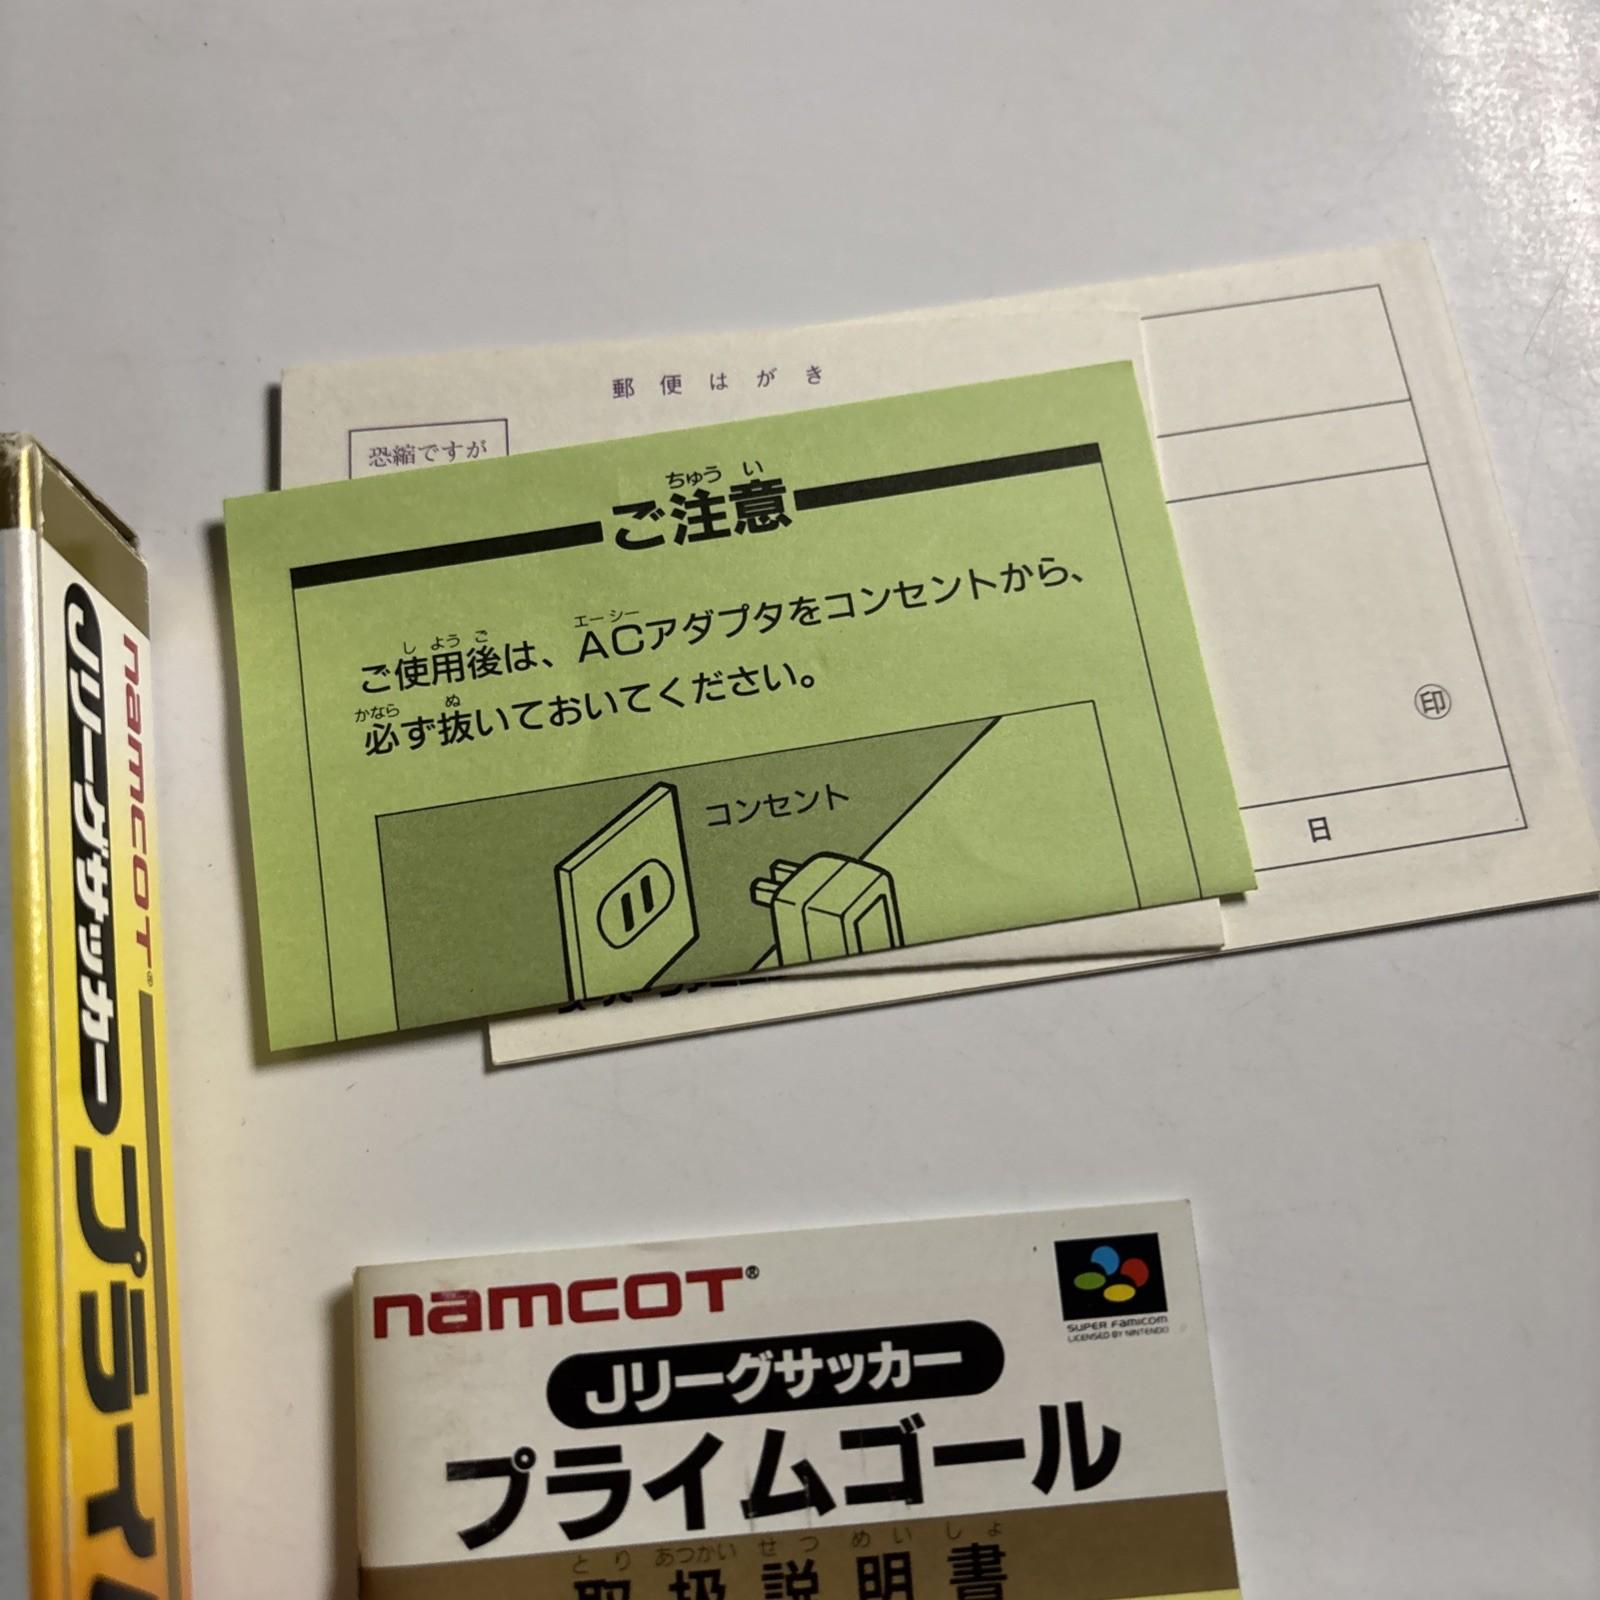 郵便はがき
恐縮ですが
ちゅう い
ご注意
し よう ご エーシー
ご使用後は、ACアダプタをコンセントから、
かなら ぬ
必ず抜いておいてください。
コンセント
印
日
namcot®
Jリーグサッカー
プライ
namcot®
SUPER FAMICOM
LICENSED BY NINTENDO
Jリーグサッカー
プライムゴール
とり あつかい せつ めい しょ
取扱説明書